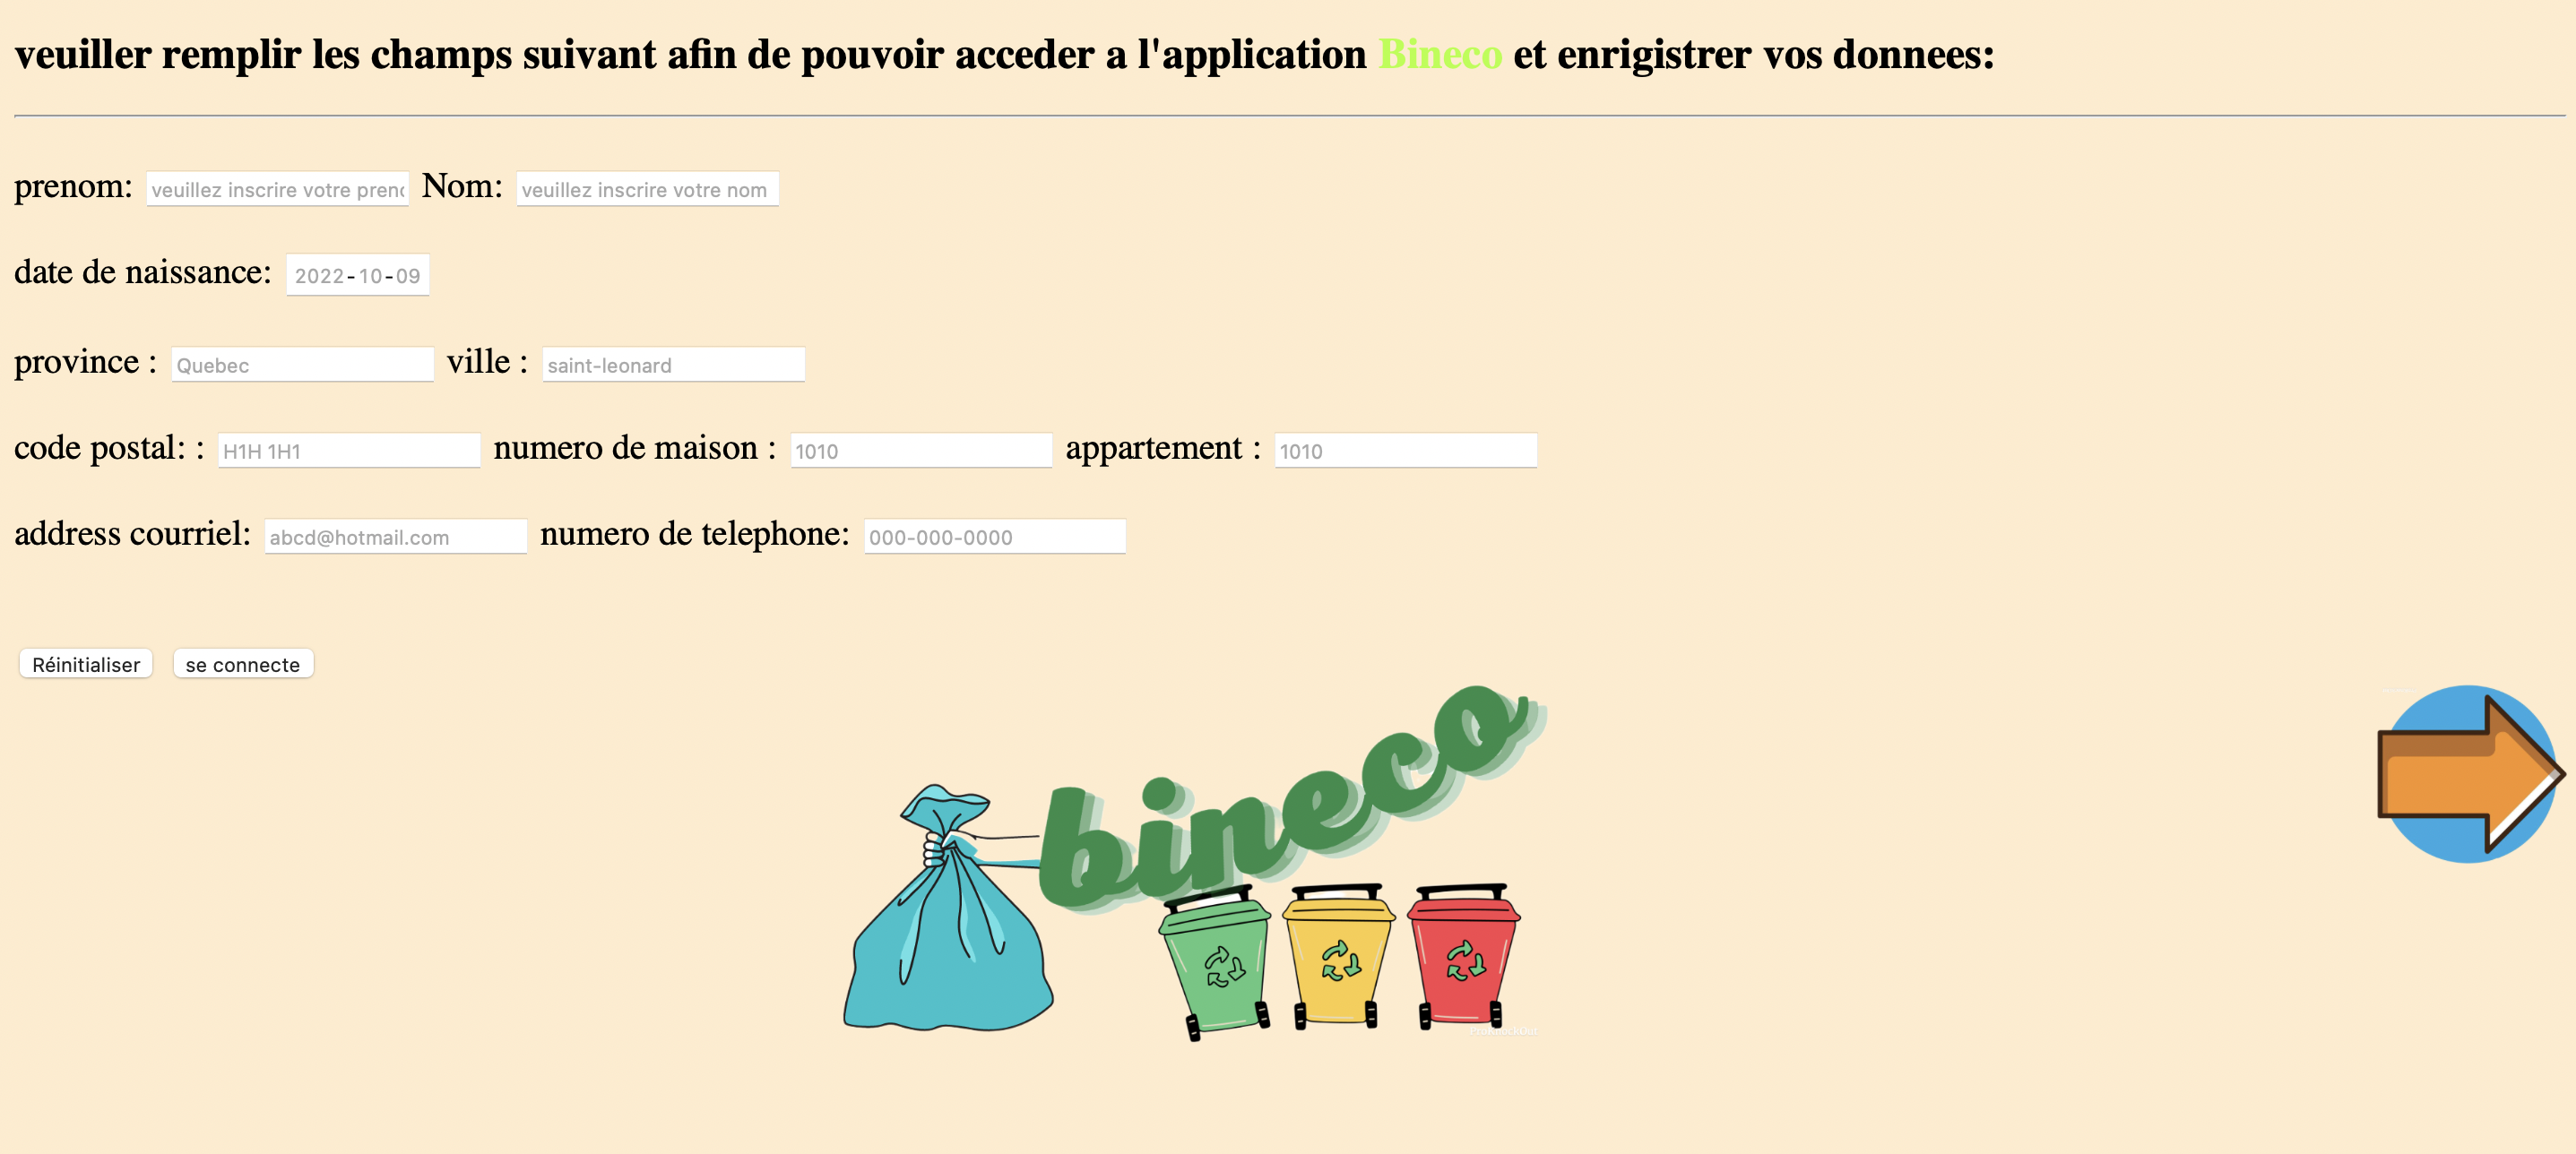 veuiller remplir les champs suivant afin de pouvoir acceder a l'application Bineco et enrigistrer vos donnees:
prenom: veuillez inscrire votre preno Nom: veuillez inscrire votre nom
date de naissance: 2022-10-09
province : Quebec ville : saint-leonard
code postal: : H1H 1H1 numero de maison : 1010 appartement : 1010
address courriel: abcd@hotmail.com numero de telephone: 000-000-0000
Réinitialiser se connecte
bineco